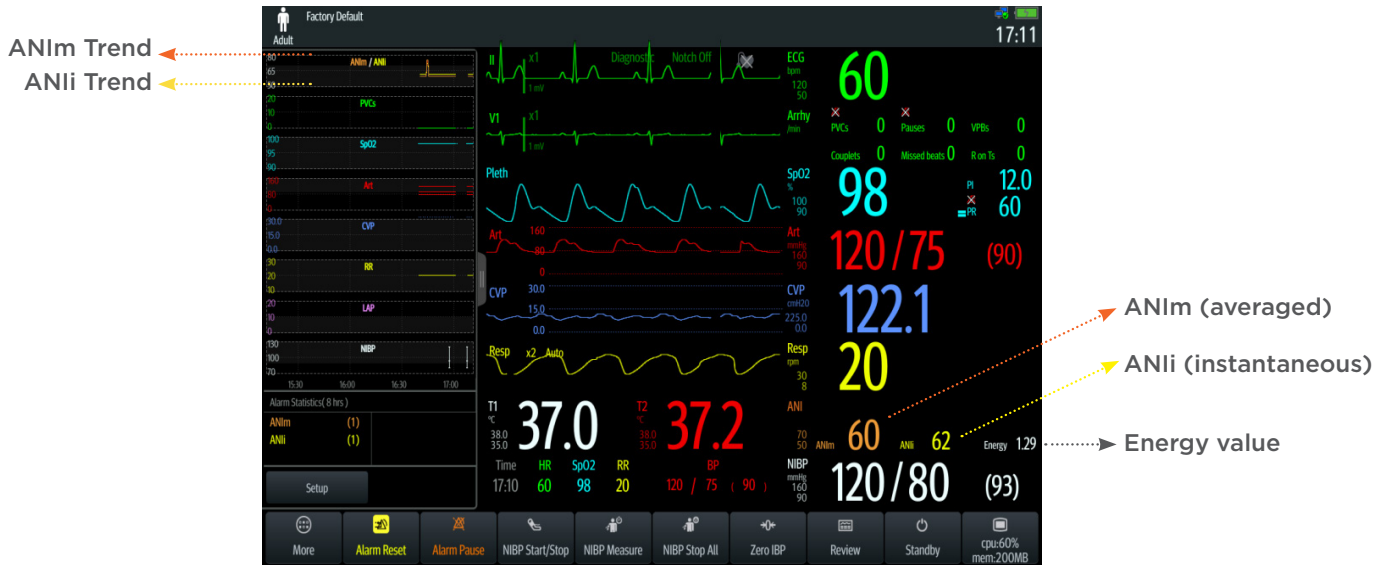 ANIm Trend
ANIi Trend
Factory Default
Adult
17:11
80
65
50
ANIm / ANIi
20
10
0
PVCs
100
95
90
SpO2
160
80
0
Art
30.0
15.0
0.0
CVP
30
20
10
RR
20
10
0
LAP
130
100
70
NIBP
15:30 16:00 16:30 17:00
Alarm Statistics( 8 hrs )
ANIm (1)
ANIi (1)
Setup
II x1 Diagnostic Notch Off
1 mV
V1 x1
1 mV
Pleth
Art 160
80
0
CVP 30.0
15.0
0.0
Resp x2 Auto
ECG
bpm
120
50
60
Arrhy
/min
PVCs 0 Pauses 0 VPBs 0
Couplets 0 Missed beats 0 R on Ts 0
SpO2
%
100
90
98
PI 12.0
PR 60
Art
mmHg
160
90
120 / 75 (90)
CVP
cmH2O
225.0
0.0
122.1
Resp
rpm
30
8
20
T1
°C
38.0
35.0
37.0
T2
°C
38.0
35.0
37.2
ANI
70
50
ANIm 60 ANIi 62 Energy 1.29
Time HR SpO2 RR BP
17:10 60 98 20 120 / 75 ( 90 )
NIBP
mmHg
160
90
120 / 80 (93)
ANIm (averaged)
ANIi (instantaneous)
Energy value
More
Alarm Reset
Alarm Pause
NIBP Start/Stop
NIBP Measure
NIBP Stop All
Zero IBP
Review
Standby
cpu:60%
mem:200MB